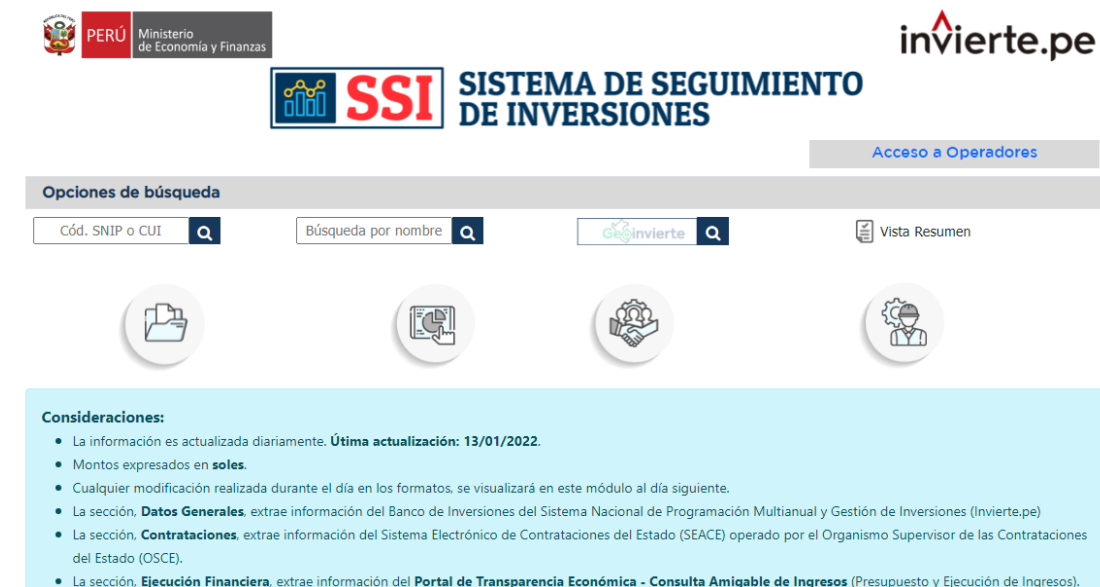 PERÚ Ministerio
de Economía y Finanzas
invierte.pe
SSI SISTEMA DE SEGUIMIENTO
DE INVERSIONES
Acceso a Operadores
Opciones de búsqueda
Cód. SNIP o CUI
Búsqueda por nombre
Geoinvierte
Vista Resumen
Consideraciones:
• La información es actualizada diariamente. Útima actualización: 13/01/2022.
• Montos expresados en soles.
• Cualquier modificación realizada durante el día en los formatos, se visualizará en este módulo al día siguiente.
• La sección, Datos Generales, extrae información del Banco de Inversiones del Sistema Nacional de Programación Multianual y Gestión de Inversiones (Invierte.pe)
• La sección, Contrataciones, extrae información del Sistema Electrónico de Contrataciones del Estado (SEACE) operado por el Organismo Supervisor de las Contrataciones
del Estado (OSCE).
• La sección, Ejecución Financiera, extrae información del Portal de Transparencia Económica - Consulta Amigable de Ingresos (Presupuesto y Ejecución de Ingresos).